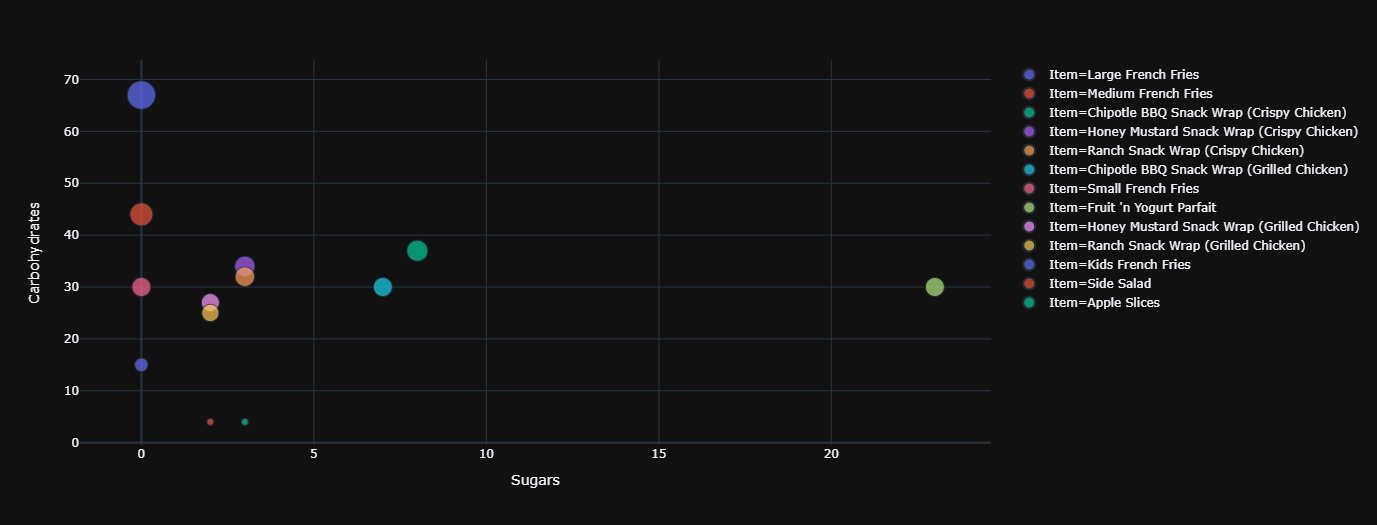 70
60
50
40
30
20
10
0
Carbohydrates
0 5 10 15 20
Sugars
Item=Large French Fries
Item=Medium French Fries
Item=Chipotle BBQ Snack Wrap (Crispy Chicken)
Item=Honey Mustard Snack Wrap (Crispy Chicken)
Item=Ranch Snack Wrap (Crispy Chicken)
Item=Chipotle BBQ Snack Wrap (Grilled Chicken)
Item=Small French Fries
Item=Fruit 'n Yogurt Parfait
Item=Honey Mustard Snack Wrap (Grilled Chicken)
Item=Ranch Snack Wrap (Grilled Chicken)
Item=Kids French Fries
Item=Side Salad
Item=Apple Slices